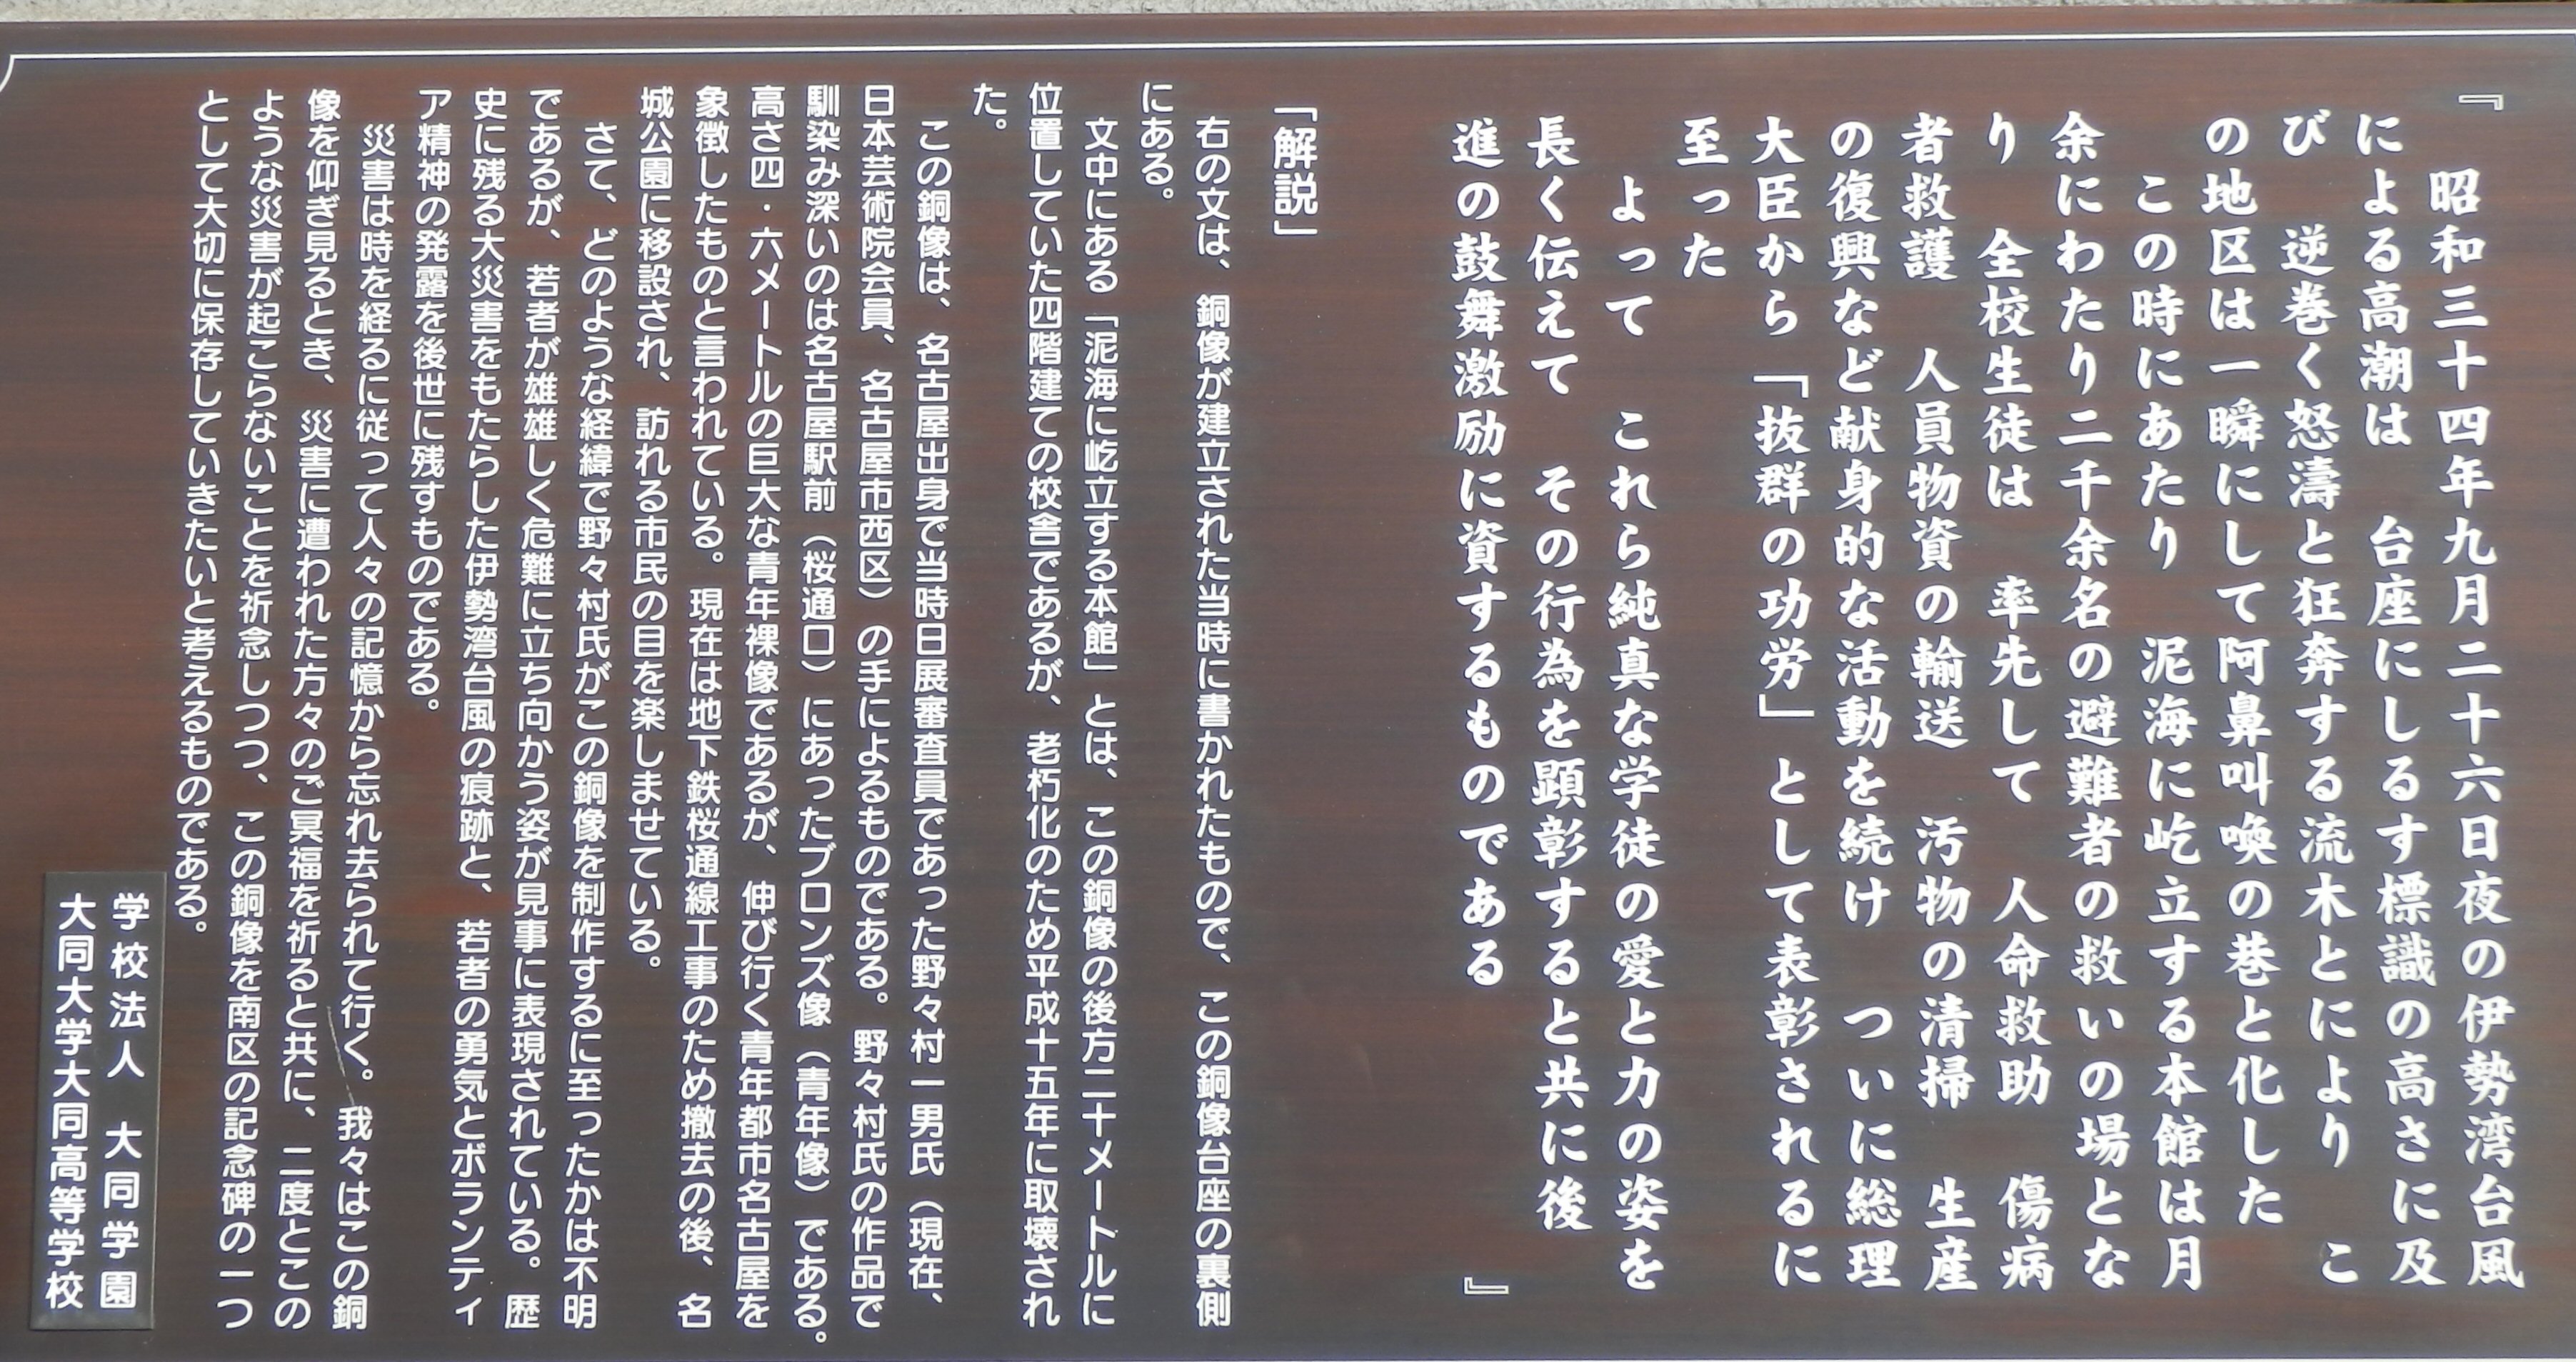 『
昭和三十四年九月二十六日夜の伊勢湾台風
による高潮は　台座にしるす標識の高さに及
び　逆巻く怒濤と狂奔する流木とにより　こ
の地区は一瞬にして阿鼻叫喚の巷と化した
この時にあたり　泥海に屹立する本館は月
余にわたり二千余名の避難者の救いの場とな
り　全校生徒は　率先して　人命救助　傷病
者救護　人員物資の輸送　汚物の清掃　生産
の復興など献身的な活動を続け　ついに総理
大臣から「抜群の功労」として表彰されるに
至った
よって　これら純真な学徒の愛と力の姿を
長く伝えて　その行為を顕彰すると共に後
進の鼓舞激励に資するものである　』
「解説」
右の文は、銅像が建立された当時に書かれたもので、この銅像台座の裏側
にある。
文中にある「泥海に屹立する本館」とは、この銅像の後方二十メートルに
位置していた四階建ての校舎であるが、老朽化のため平成十五年に取壊され
た。
この銅像は、名古屋出身で当時日展審査員であった野々村一男氏（現在、
日本芸術院会員、名古屋市西区）の手によるものである。野々村氏の作品で
馴染み深いのは名古屋駅前（桜通口）にあったブロンズ像（青年像）である。
高さ四・六メートルの巨大な青年裸像であるが、伸び行く青年都市名古屋を
象徴したものと言われている。現在は地下鉄桜通線工事のため撤去の後、名
城公園に移設され、訪れる市民の目を楽しませている。
さて、どのような経緯で野々村氏がこの銅像を制作するに至ったかは不明
であるが、若者が雄雄しく危難に立ち向かう姿が見事に表現されている。歴
史に残る大災害をもたらした伊勢湾台風の痕跡と、若者の勇気とボランティ
ア精神の発露を後世に残すものである。
災害は時を経るに従って人々の記憶から忘れ去られて行く。我々はこの銅
像を仰ぎ見るとき、災害に遭われた方々のご冥福を祈ると共に、二度とこの
ような災害が起こらないことを祈念しつつ、この銅像を南区の記念碑の一つ
として大切に保存していきたいと考えるものである。
学校法人　大同学園
大同大学大同高等学校